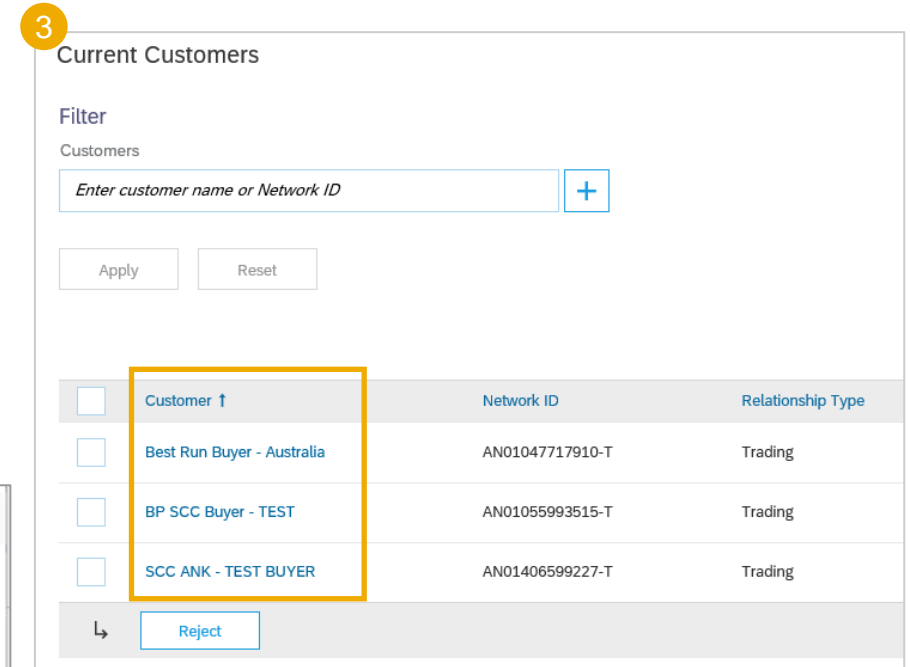 3
Current Customers
Filter
Customers
Enter customer name or Network ID
+
Apply Reset
Customer ↑ Network ID Relationship Type
Best Run Buyer - Australia AN01047717910-T Trading
BP SCC Buyer - TEST AN01055993515-T Trading
SCC ANK - TEST BUYER AN01406599227-T Trading
↳ Reject